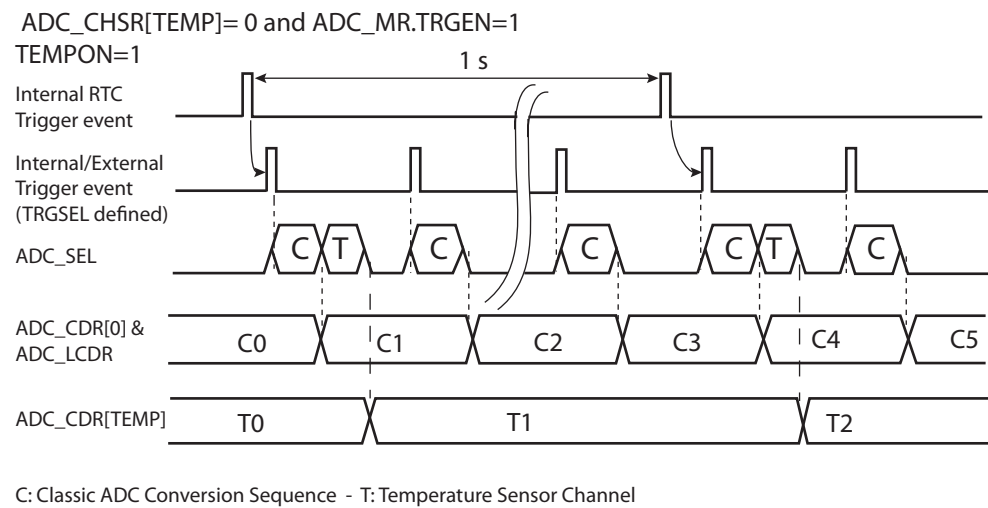 ADC_CHSR[TEMP]= 0 and ADC_MR.TRGEN=1
TEMPON=1
1 s
Internal RTC
Trigger event
Internal/External
Trigger event
(TRGSEL defined)
ADC_SEL
C T C C C T C
ADC_CDR[0] &
ADC_LCDR
C0 C1 C2 C3 C4 C5
ADC_CDR[TEMP]
T0 T1 T2
C: Classic ADC Conversion Sequence - T: Temperature Sensor Channel